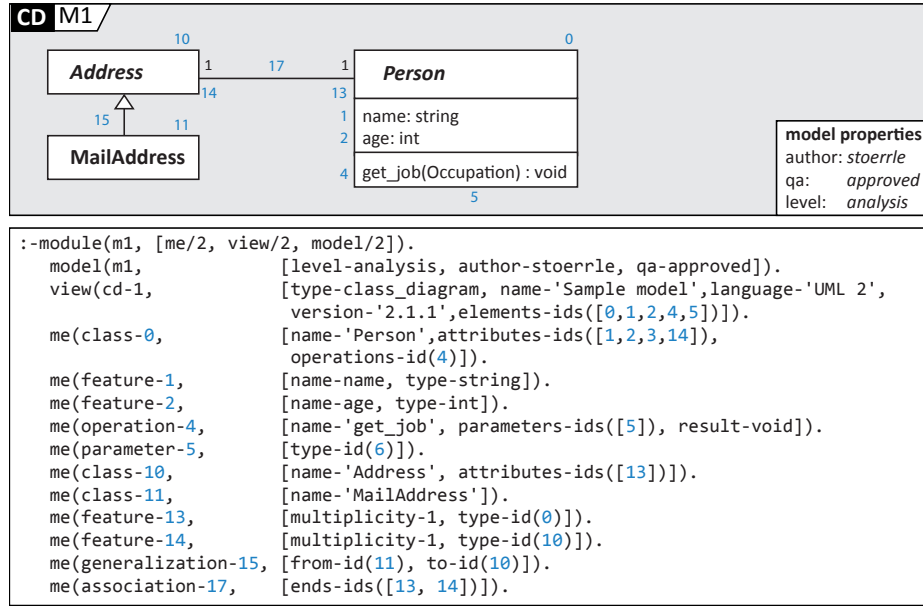 CD M1
10
0
Address
1
17
1
Person
14
13
1 name: string
15
11
2 age: int
MailAddress
4 get_job(Occupation) : void
5
model properties
author: stoerrle
qa: approved
level: analysis
:-module(m1, [me/2, view/2, model/2]).
model(m1, [level-analysis, author-stoerrle, qa-approved]).
view(cd-1, [type-class_diagram, name-'Sample model',language-'UML 2',
version-'2.1.1',elements-ids([0,1,2,4,5])]).
me(class-0, [name-'Person',attributes-ids([1,2,3,14]),
operations-id(4)]).
me(feature-1, [name-name, type-string]).
me(feature-2, [name-age, type-int]).
me(operation-4, [name-'get_job', parameters-ids([5]), result-void]).
me(parameter-5, [type-id(6)]).
me(class-10, [name-'Address', attributes-ids([13])]).
me(class-11, [name-'MailAddress']).
me(feature-13, [multiplicity-1, type-id(0)]).
me(feature-14, [multiplicity-1, type-id(10)]).
me(generalization-15, [from-id(11), to-id(10)]).
me(association-17, [ends-ids([13, 14])]).